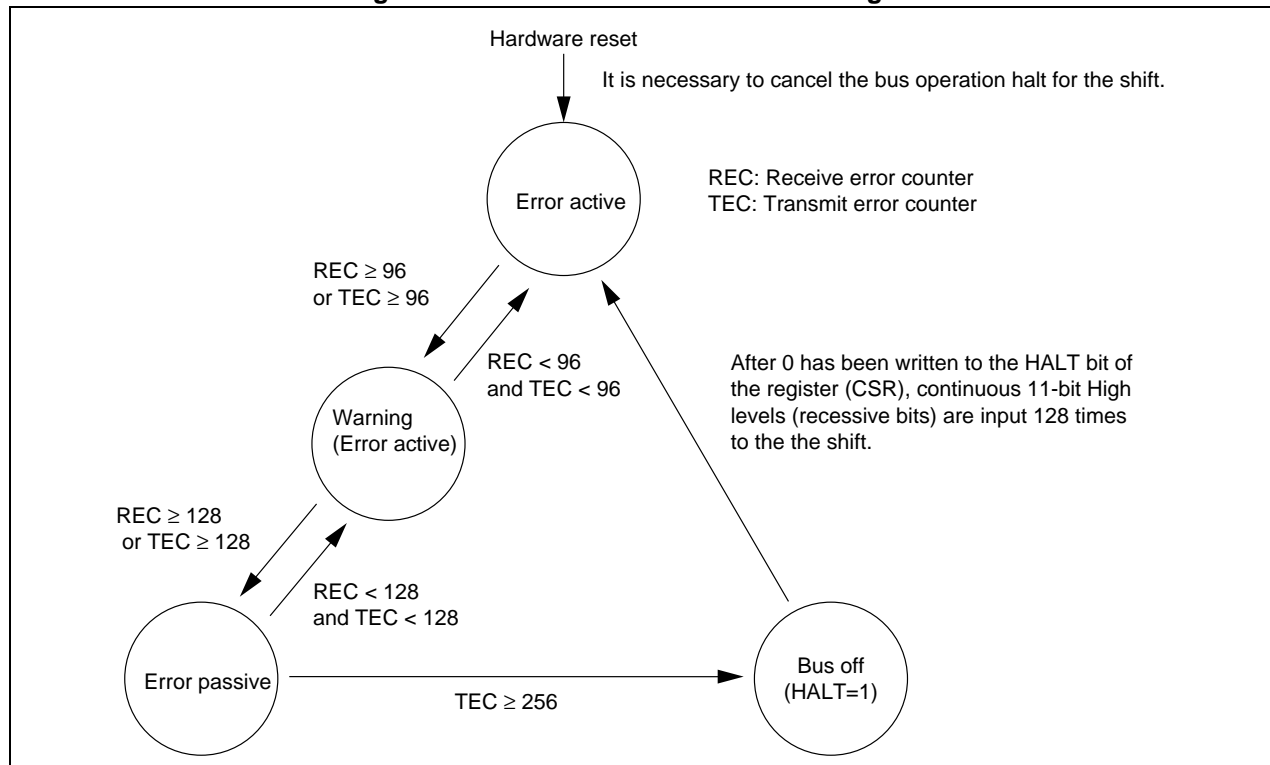 Hardware reset
It is necessary to cancel the bus operation halt for the shift.
Error active
REC: Receive error counter
TEC: Transmit error counter
REC ≥ 96
or TEC ≥ 96
REC < 96
and TEC < 96
After 0 has been written to the HALT bit of
the register (CSR), continuous 11-bit High
levels (recessive bits) are input 128 times
to the the shift.
Warning
(Error active)
REC ≥ 128
or TEC ≥ 128
REC < 128
and TEC < 128
Error passive
TEC ≥ 256
Bus off
(HALT=1)